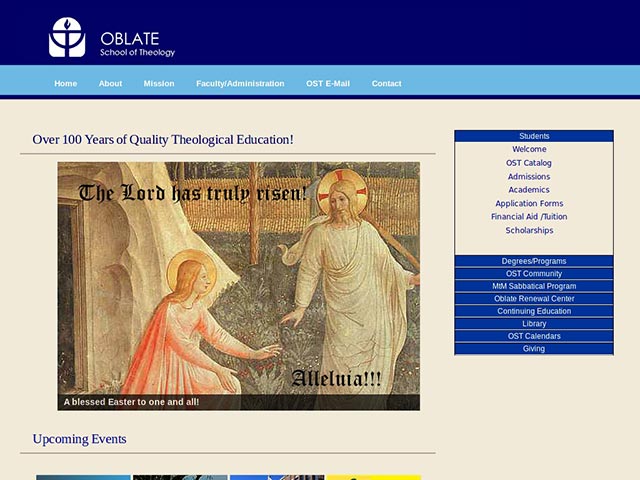 OBLATE
School of Theology
Home About Mission Faculty/Administration OST E-Mail Contact
Over 100 Years of Quality Theological Education!
The Lord has truly risen!
Alleluia!!!
A blessed Easter to one and all!
Upcoming Events
Students
Welcome
OST Catalog
Admissions
Academics
Application Forms
Financial Aid /Tuition
Scholarships
Degrees/Programs
OST Community
MtM Sabbatical Program
Oblate Renewal Center
Continuing Education
Library
OST Calendars
Giving